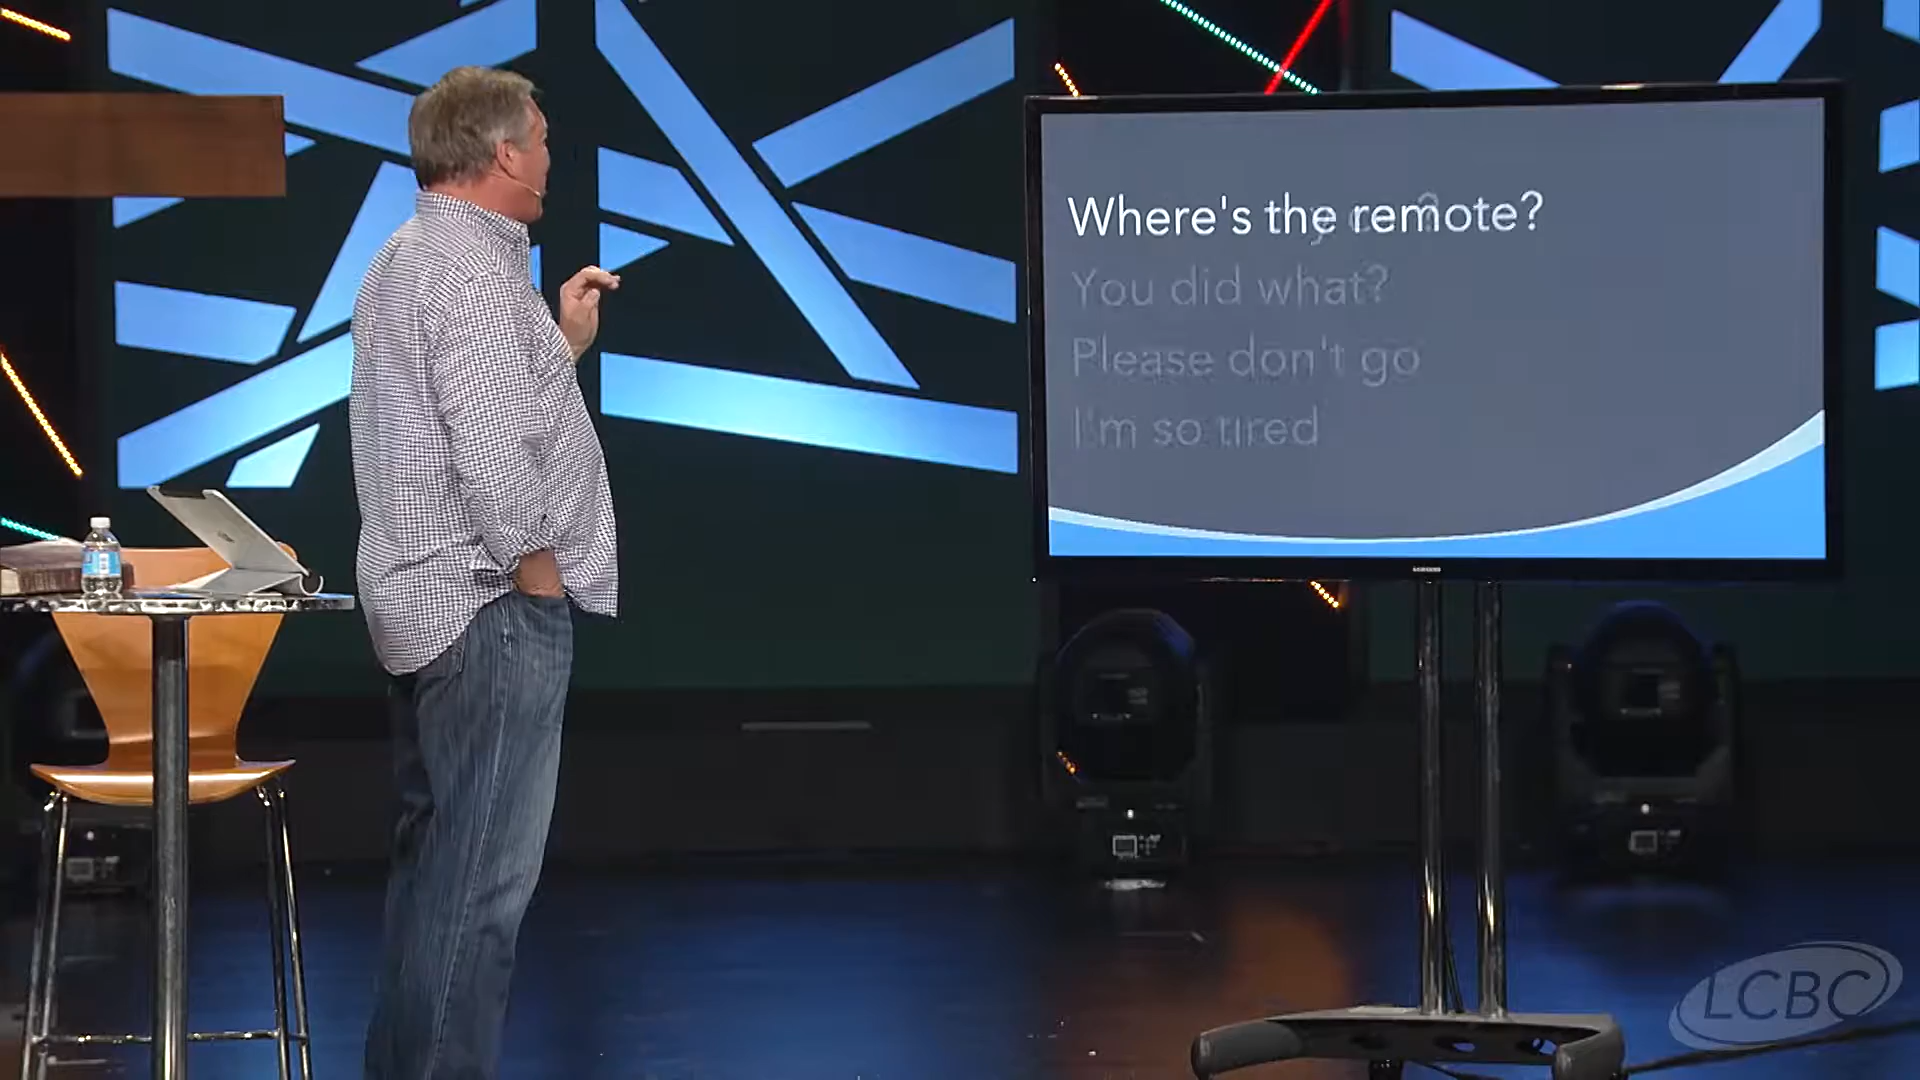 Where's the remote?
You did what?
Please don't go
I'm so tired
LCBC